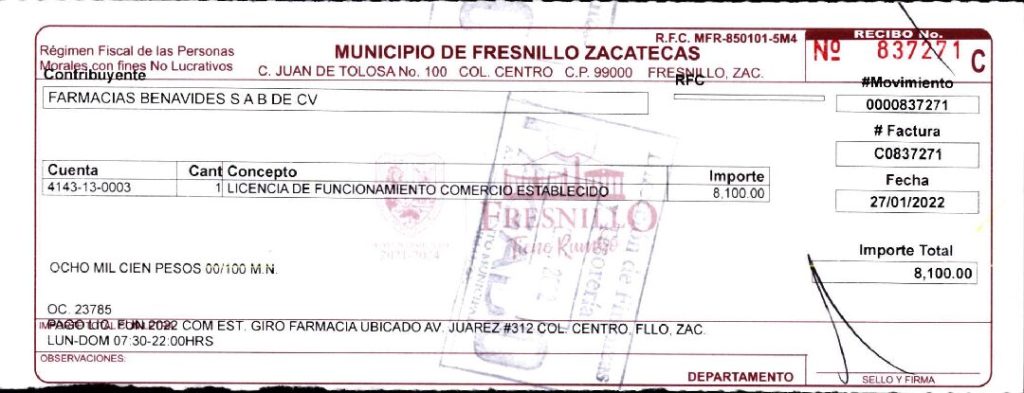 R.F.C. MFR-850101-5M4
RECIBO No.
Régimen Fiscal de las Personas
Morales con fines No Lucrativos
MUNICIPIO DE FRESNILLO ZACATECAS
Nº 837271 C
C. JUAN DE TOLOSA No. 100 COL. CENTRO C.P. 99000 FRESNILLO, ZAC.
Contribuyente
RFC
#Movimiento
FARMACIAS BENAVIDES S A B DE CV
0000837271
# Factura
C0837271
Cuenta Cant Concepto Importe
Fecha
4143-13-0003 1 LICENCIA DE FUNCIONAMIENTO COMERCIO ESTABLECIDO 8,100.00
27/01/2022
FRESNILLO
Tiene Rumbo
2021-2024
Importe Total
OCHO MIL CIEN PESOS 00/100 M.N.
8,100.00
OC. 23785
PAGO LIC. FUN.2022 COM EST. GIRO FARMACIA UBICADO AV. JUAREZ #312 COL. CENTRO, FLLO, ZAC.
LUN-DOM 07:30-22:00HRS
OBSERVACIONES:
DEPARTAMENTO
SELLO Y FIRMA